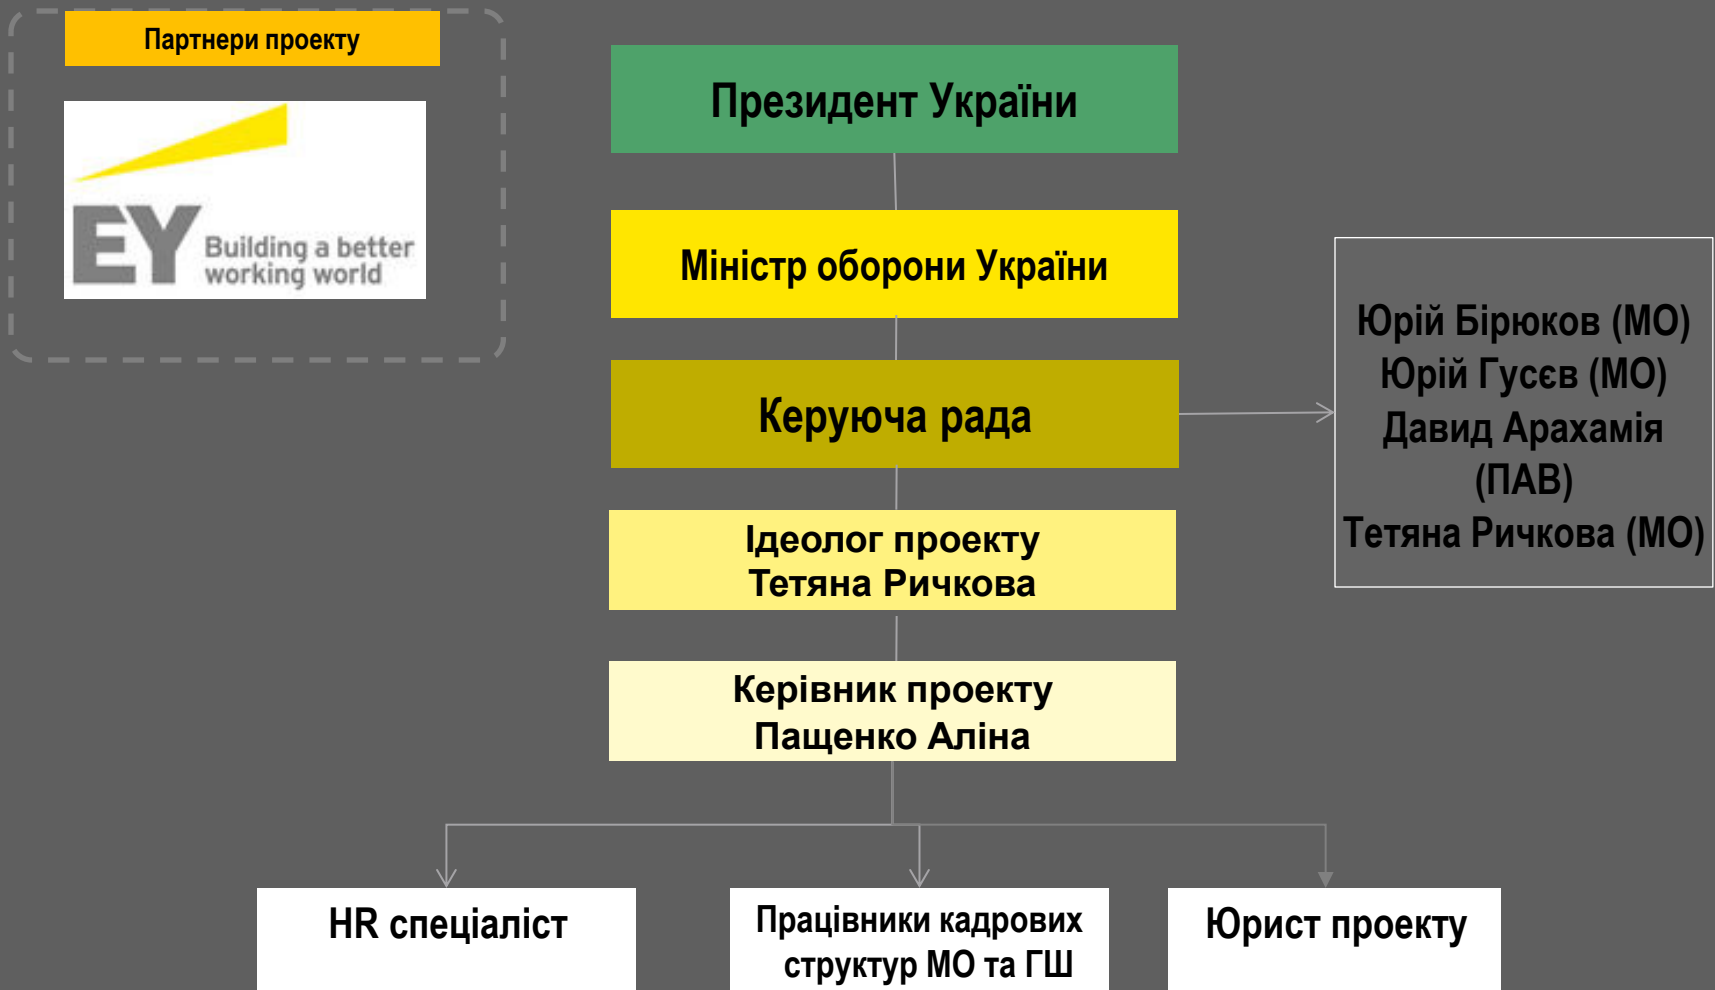 Партнери проекту
EY Building a better
working world
Президент України
Міністр оборони України
Керуюча рада
Юрій Бірюков (МО)
Юрій Гусєв (МО)
Давид Арахамія
(ПАВ)
Тетяна Ричкова (МО)
Ідеолог проекту
Тетяна Ричкова
Керівник проекту
Пащенко Аліна
HR спеціаліст
Працівники кадрових
структур МО та ГШ
Юрист проекту